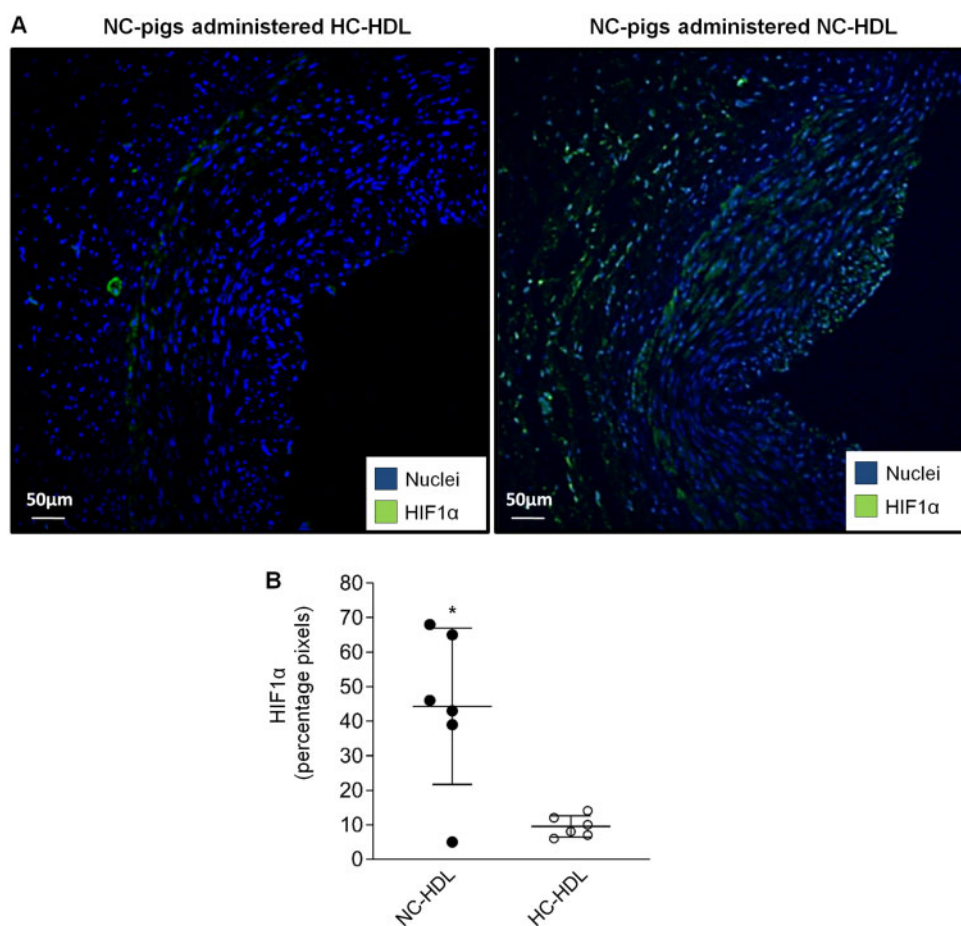 A
NC-pigs administered HC-HDL
NC-pigs administered NC-HDL
50µm
Nuclei
HIF1α
50µm
Nuclei
HIF1α
B
HIF1α
(percentage pixels)
80
70
60
50
40
30
20
10
0
*
NC-HDL
HC-HDL